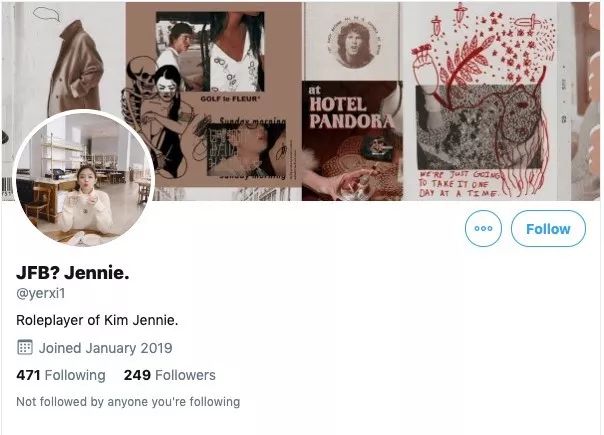 GOLF le FLEUR*
Sunday morning
Sunday morning
at
HOTEL
PANDORA
WE'RE JUST GOING
TO TAKE IT ONE
DAY AT A TIME.
Follow
JFB? Jennie.
@yerxi1
Roleplayer of Kim Jennie.
Joined January 2019
471 Following 249 Followers
Not followed by anyone you're following